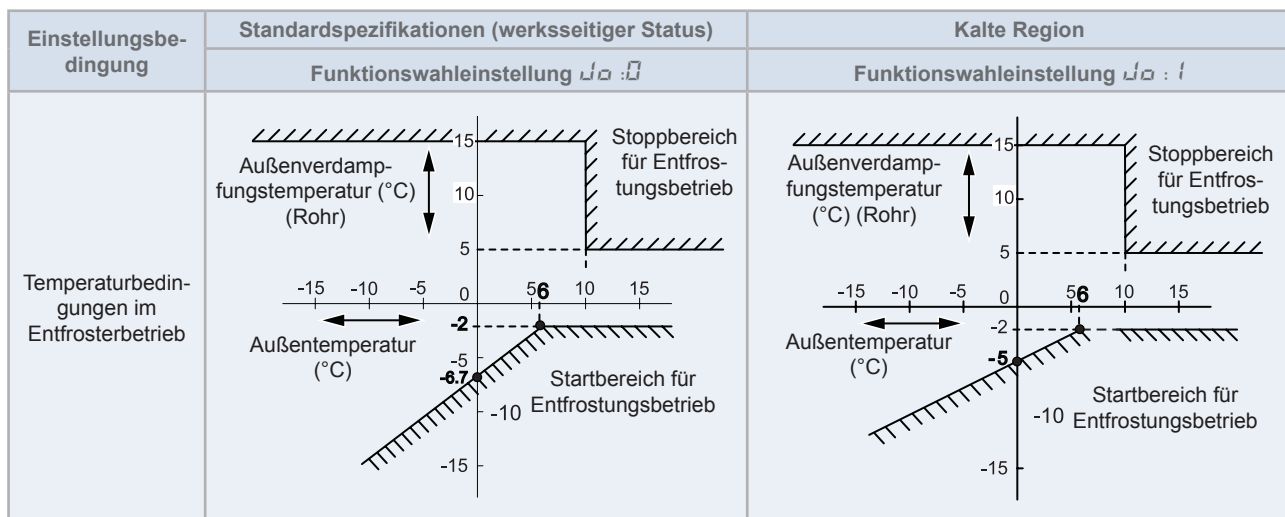 Einstellungsbe-
dingung
Standardspezifikationen (werksseitiger Status)
Kalte Region
Funktionswahleinstellung Jo :0
Funktionswahleinstellung Jo : 1
Temperaturbedin-
gungen im
Entfrosterbetrieb
15
Stoppbereich
für Entfros-
tungsbetrieb
Außenverdamp-
fungstemperatur (°C)
(Rohr)
10
5
-15 -10 -5 0 5 6 10 15
-2
Außentemperatur
(°C)
-5
-6.7
Startbereich für
Entfrostungsbetrieb
-10
-15
15
Stoppbereich
für Entfros-
tungsbetrieb
Außenverdamp-
fungstemperatur
(°C) (Rohr)
10
5
-15 -10 -5 0 5 6 10 15
-2
Außentemperatur
(°C)
-5
Startbereich für
-10 Entfrostungsbetrieb
-15